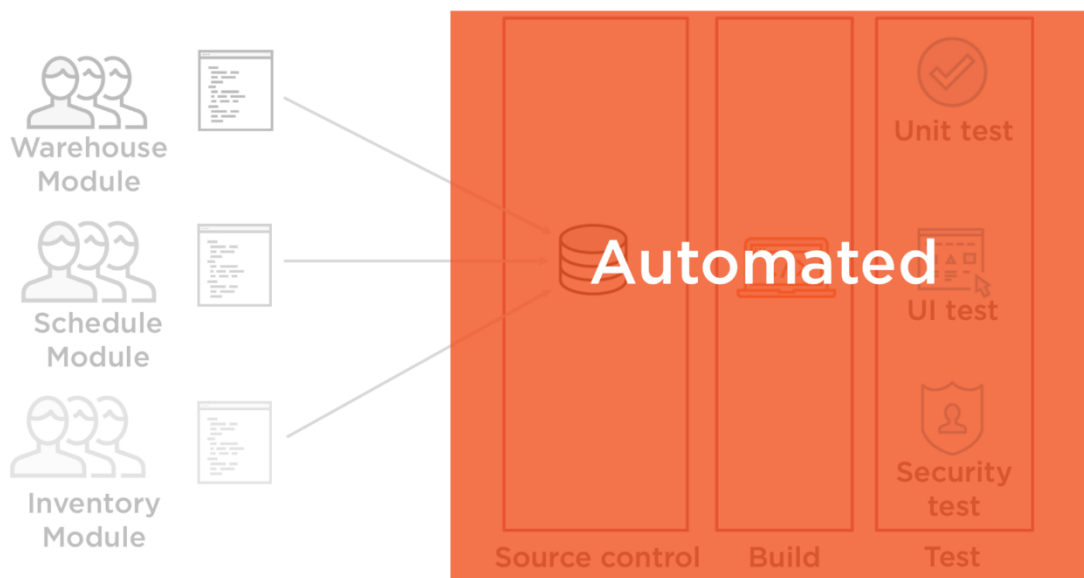 Warehouse
Module
Schedule
Module
Inventory
Module
Automated
Unit test
UI test
Security
test
Source control
Build
Test